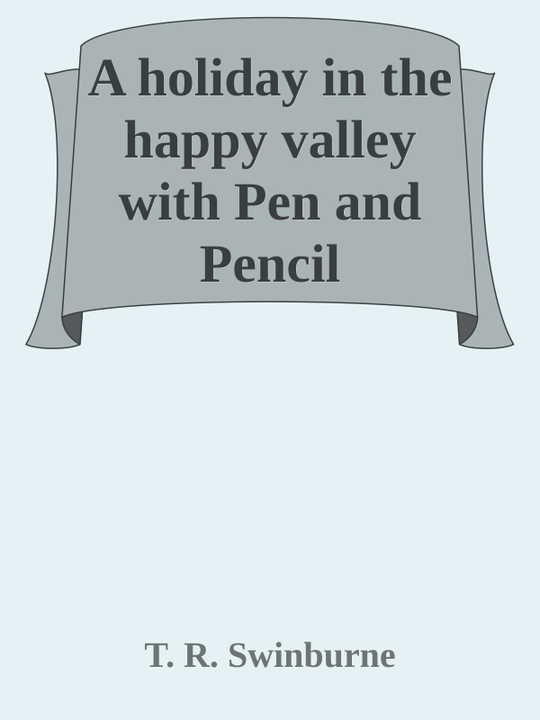 A holiday in the
happy valley
with Pen and
Pencil
T. R. Swinburne